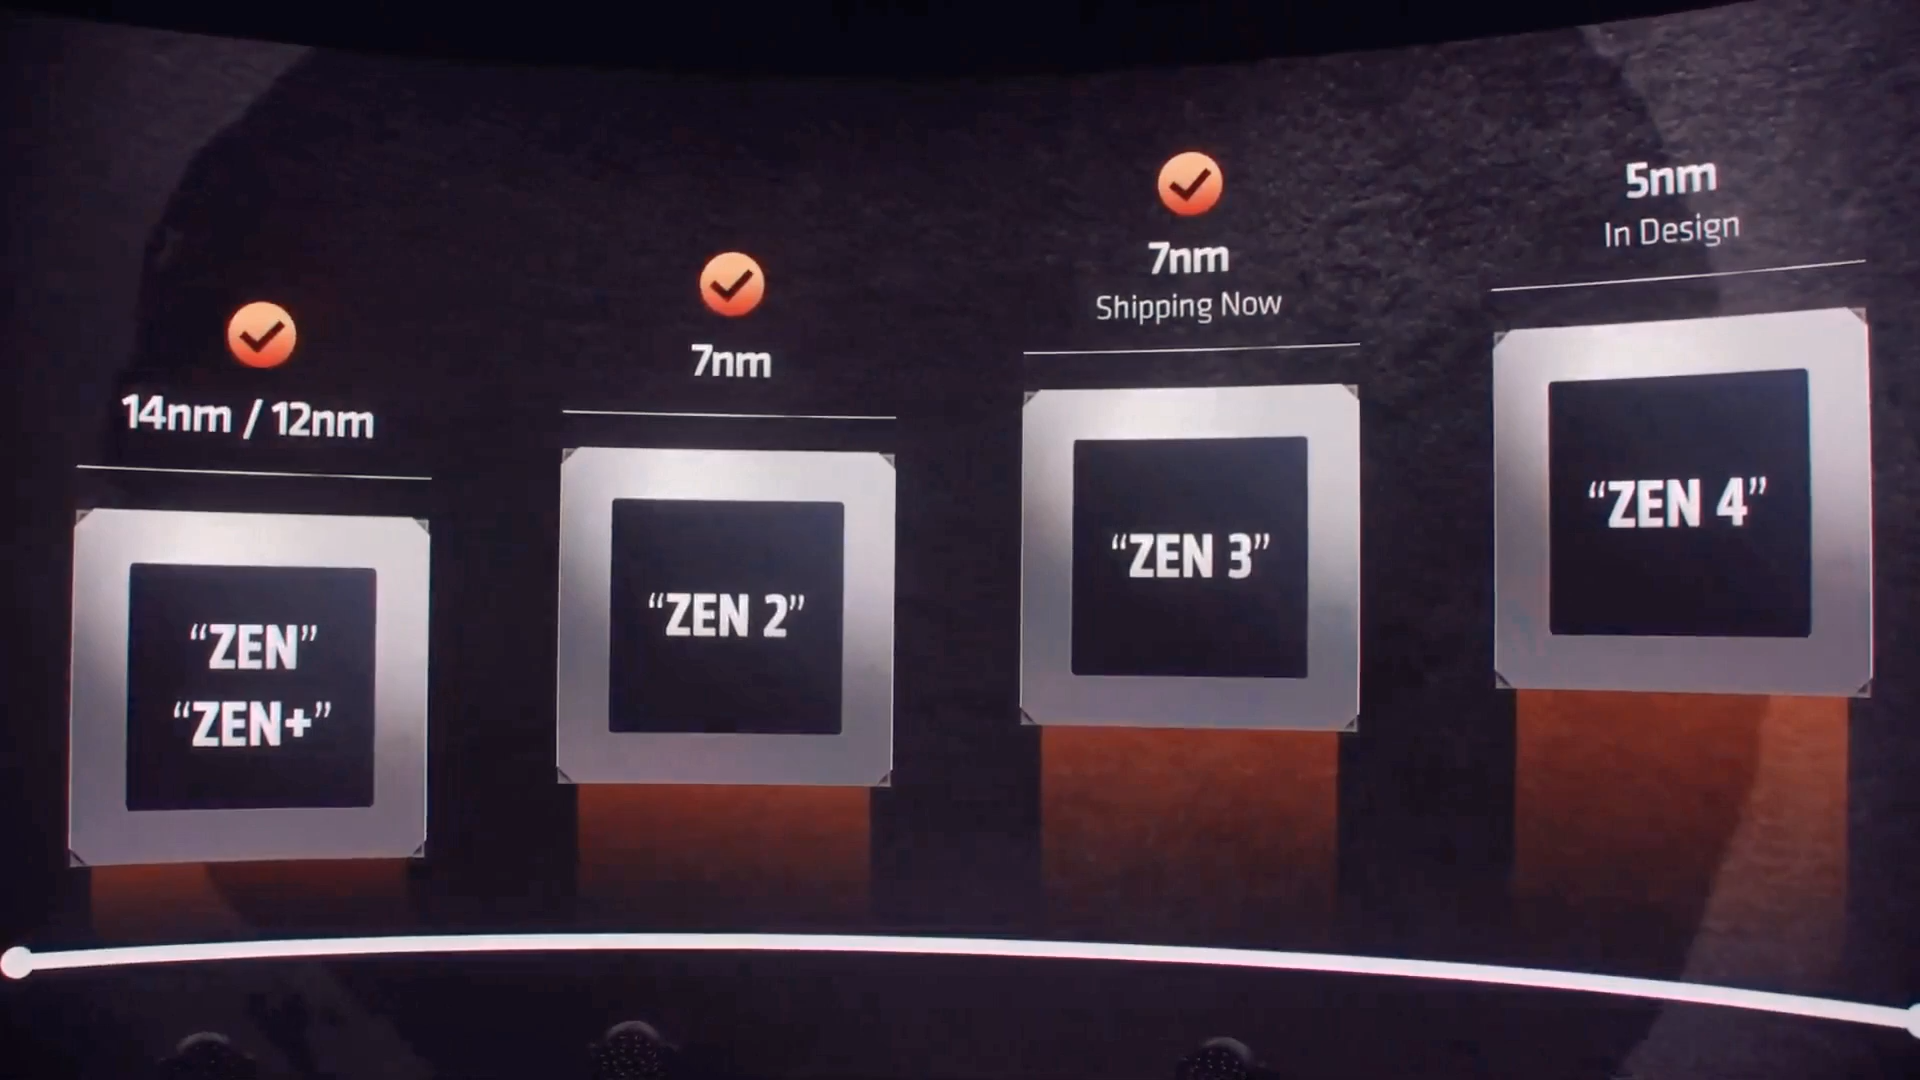 14nm / 12nm
“ZEN”
“ZEN+”
7nm
“ZEN 2”
7nm
Shipping Now
“ZEN 3”
5nm
In Design
“ZEN 4”